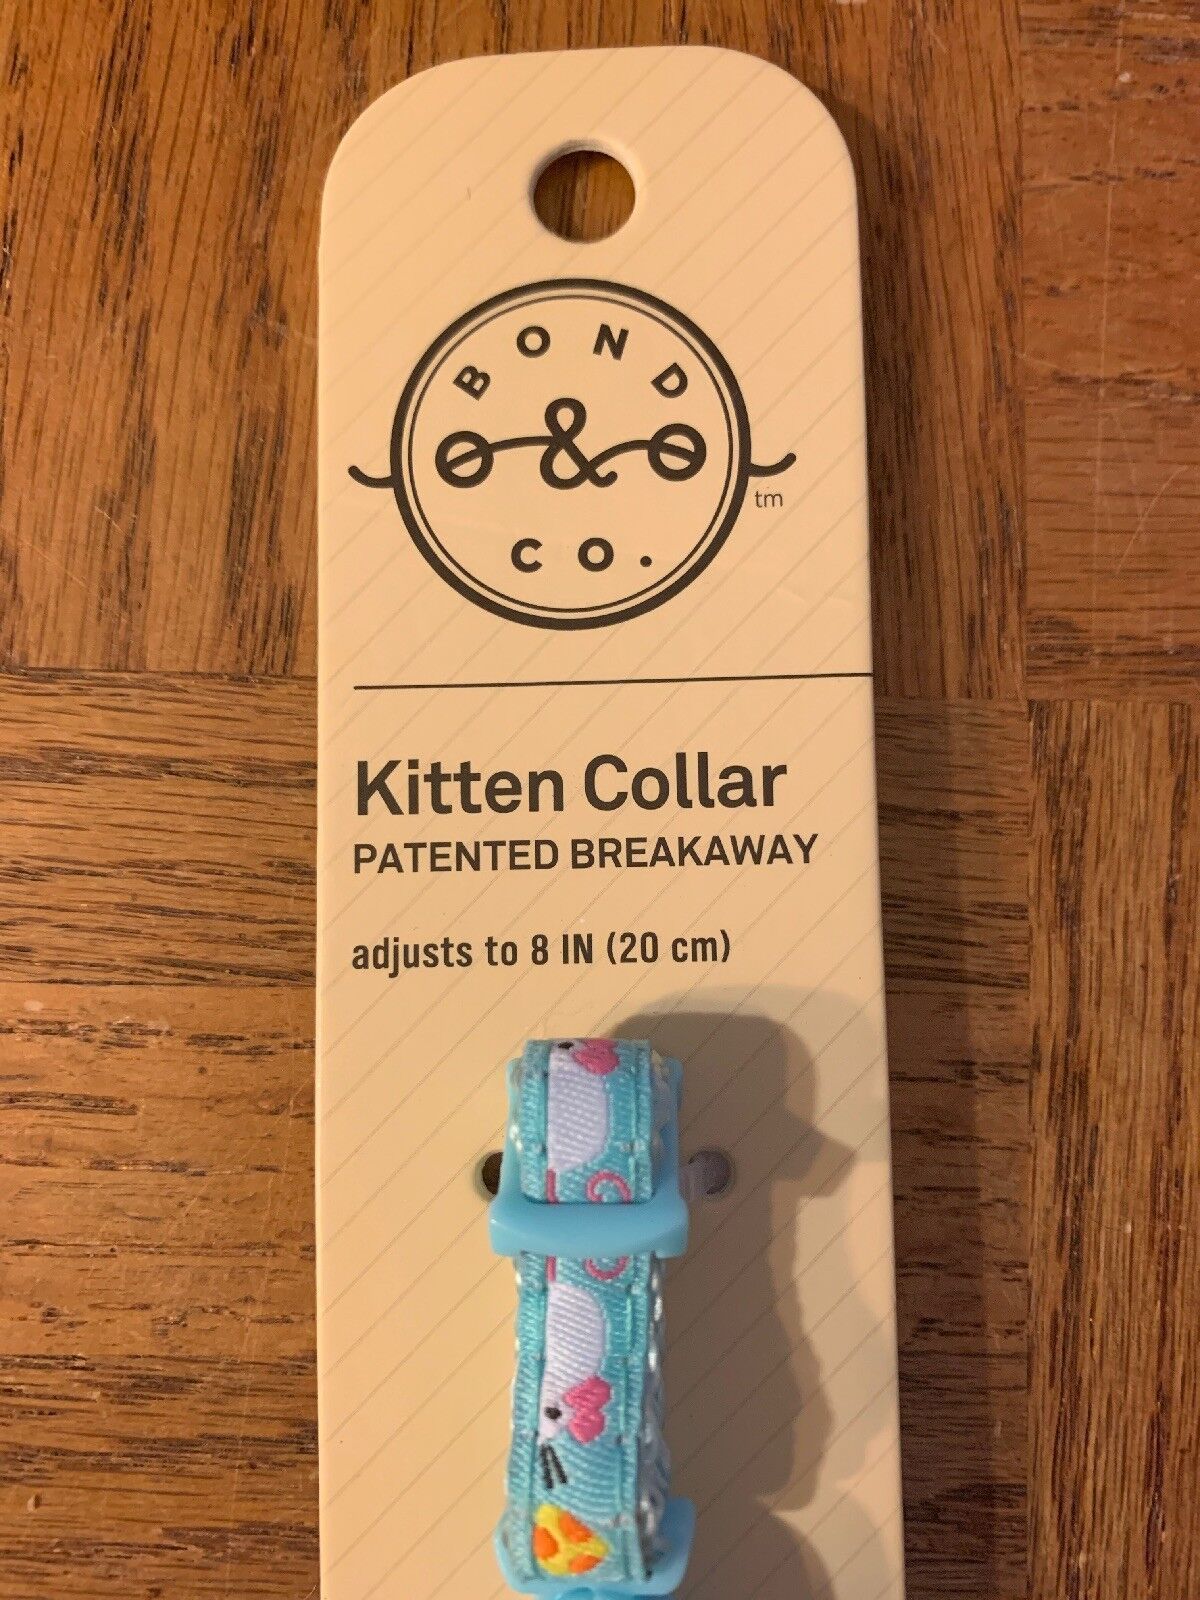 BOND
&
CO.
tm
Kitten Collar
PATENTED BREAKAWAY
adjusts to 8 IN (20 cm)